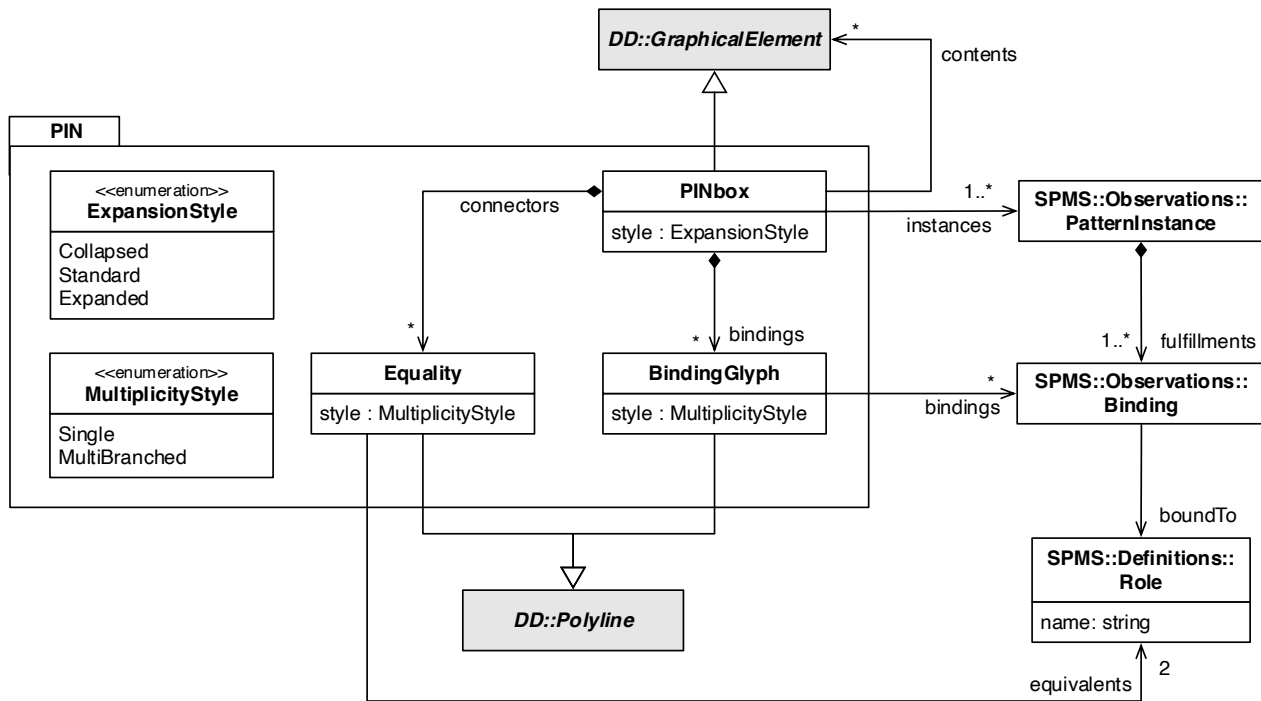 DD::GraphicalElement
*
contents
PIN
<<enumeration>>
ExpansionStyle
Collapsed
Standard
Expanded
connectors
PINbox
style : ExpansionStyle
1..*
instances
SPMS::Observations::
PatternInstance
*
*
bindings
1..*
fulfillments
<<enumeration>>
MultiplicityStyle
Single
MultiBranched
Equality
style : MultiplicityStyle
BindingGlyph
style : MultiplicityStyle
*
bindings
SPMS::Observations::
Binding
boundTo
SPMS::Definitions::
Role
name: string
DD::Polyline
2
equivalents